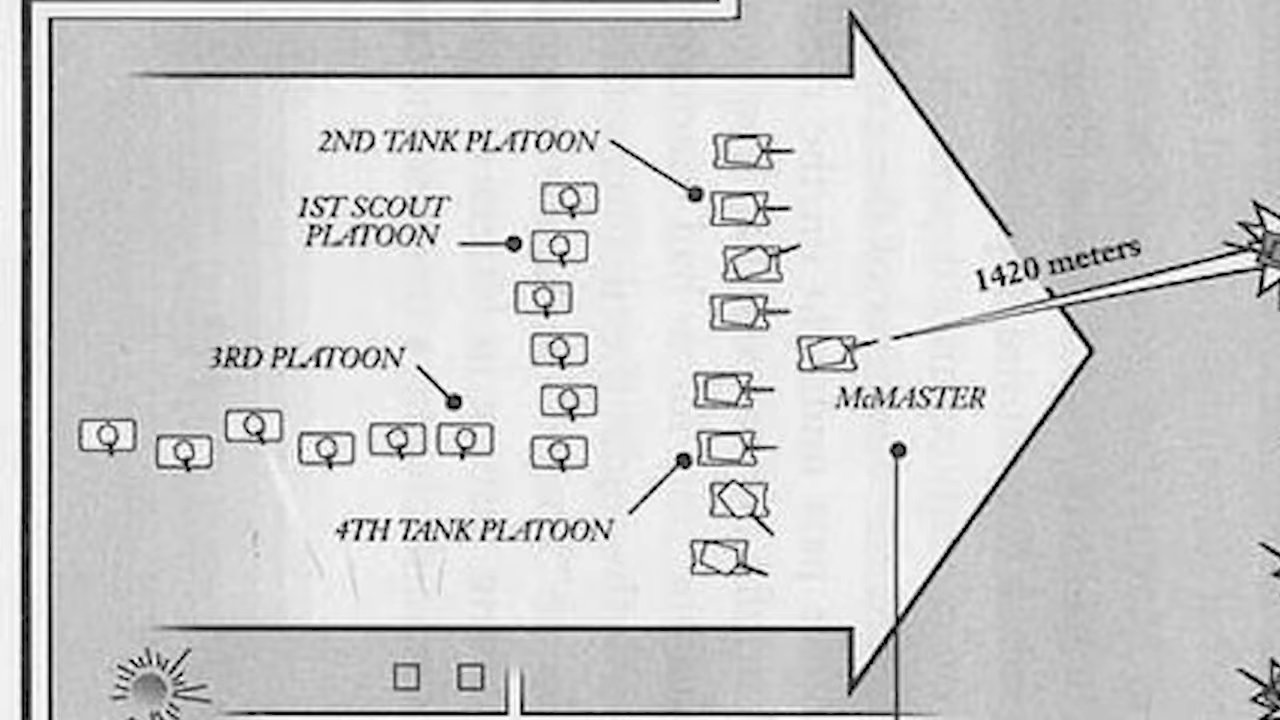 2ND TANK PLATOON
1ST SCOUT
PLATOON
1420 meters
3RD PLATOON
McMASTER
4TH TANK PLATOON